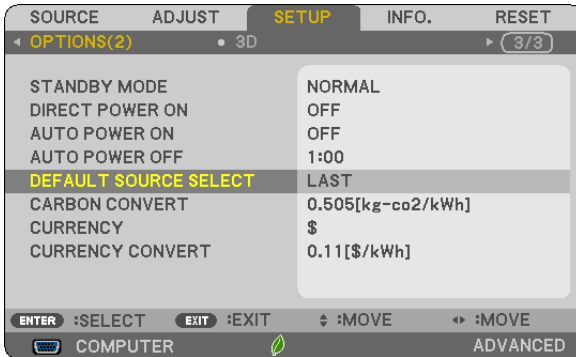 SOURCE ADJUST SETUP INFO. RESET
OPTIONS(2) 3D 3/3
STANDBY MODE NORMAL
DIRECT POWER ON OFF
AUTO POWER ON OFF
AUTO POWER OFF 1:00
DEFAULT SOURCE SELECT LAST
CARBON CONVERT 0.505[kg-co2/kWh]
CURRENCY $
CURRENCY CONVERT 0.11[$/kWh]
ENTER :SELECT EXIT :EXIT :MOVE :MOVE
COMPUTER ADVANCED